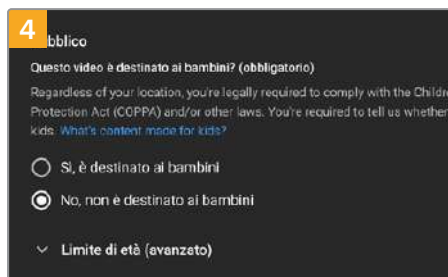 4
bblico
Questo video è destinato ai bambini? (obbligatorio)
Regardless of your location, you're legally required to comply with the Childre
Protection Act (COPPA) and/or other laws. You're required to tell us whether
kids. What's content made for kids?
Sì, è destinato ai bambini
No, non è destinato ai bambini
Limite di età (avanzato)